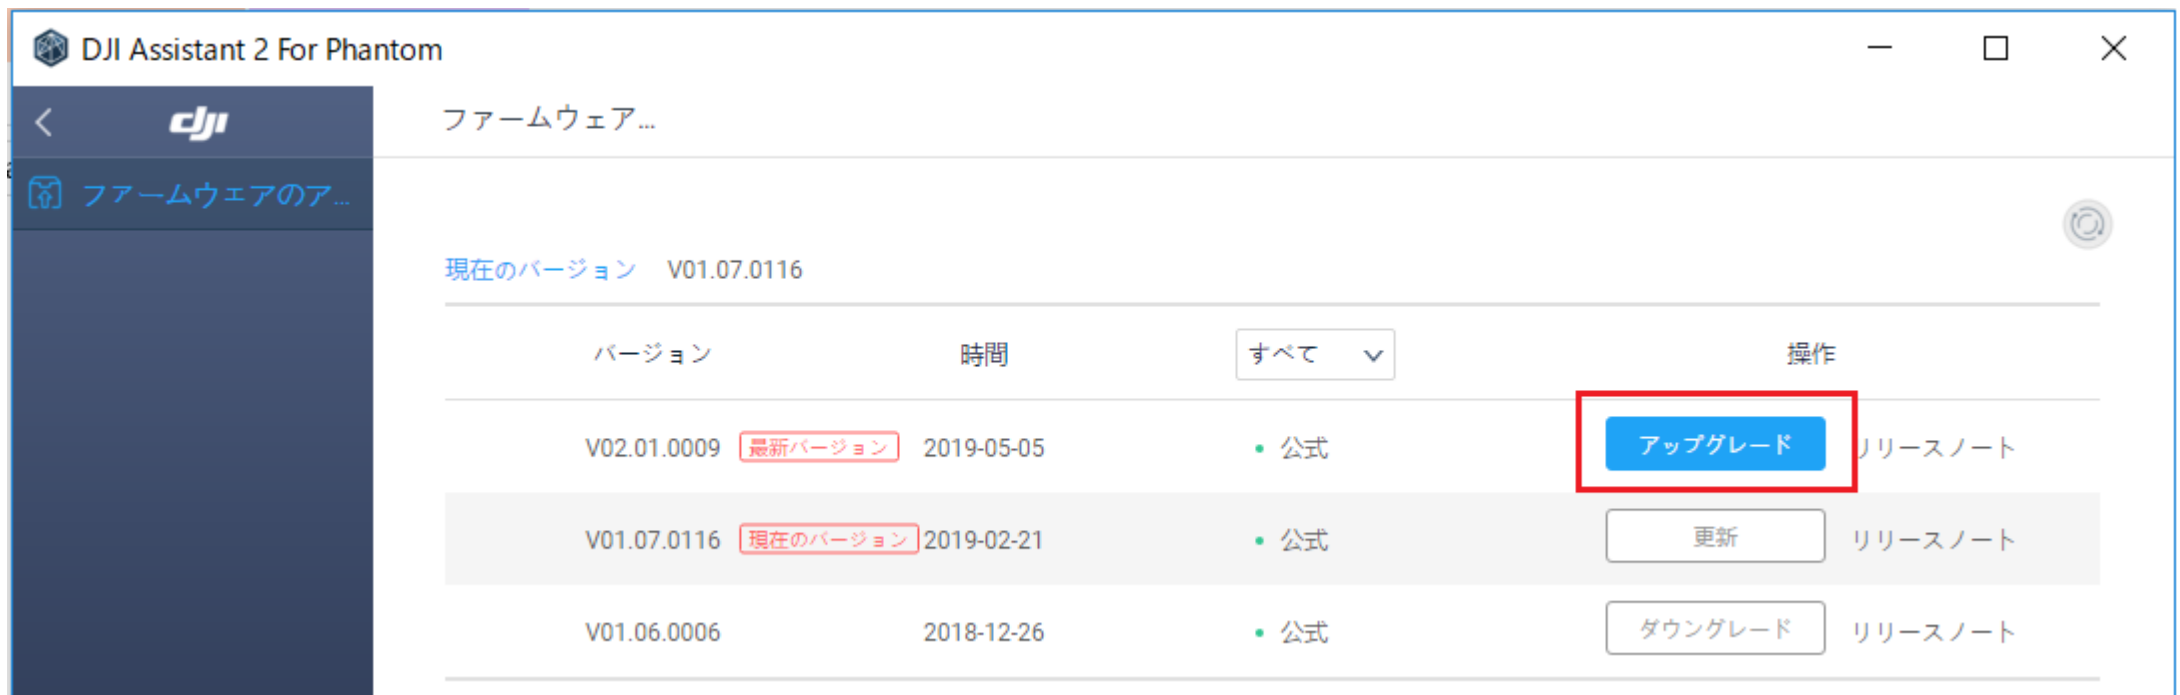 DJI Assistant 2 For Phantom
dji
ファームウェア...
ファームウェアのア...
現在のバージョン V01.07.0116
バージョン 時間 すべて 操作
V02.01.0009 最新バージョン 2019-05-05 公式 アップグレード リリースノート
V01.07.0116 現在のバージョン 2019-02-21 公式 更新 リリースノート
V01.06.0006 2018-12-26 公式 ダウングレード リリースノート